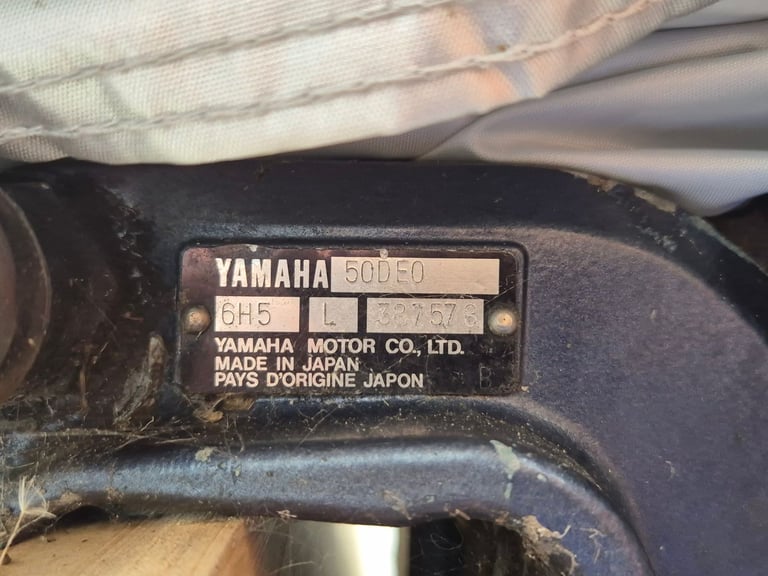 YAMAHA 50DEO
6H5 L 387578
YAMAHA MOTOR CO., LTD.
MADE IN JAPAN
PAYS D'ORIGINE JAPON B